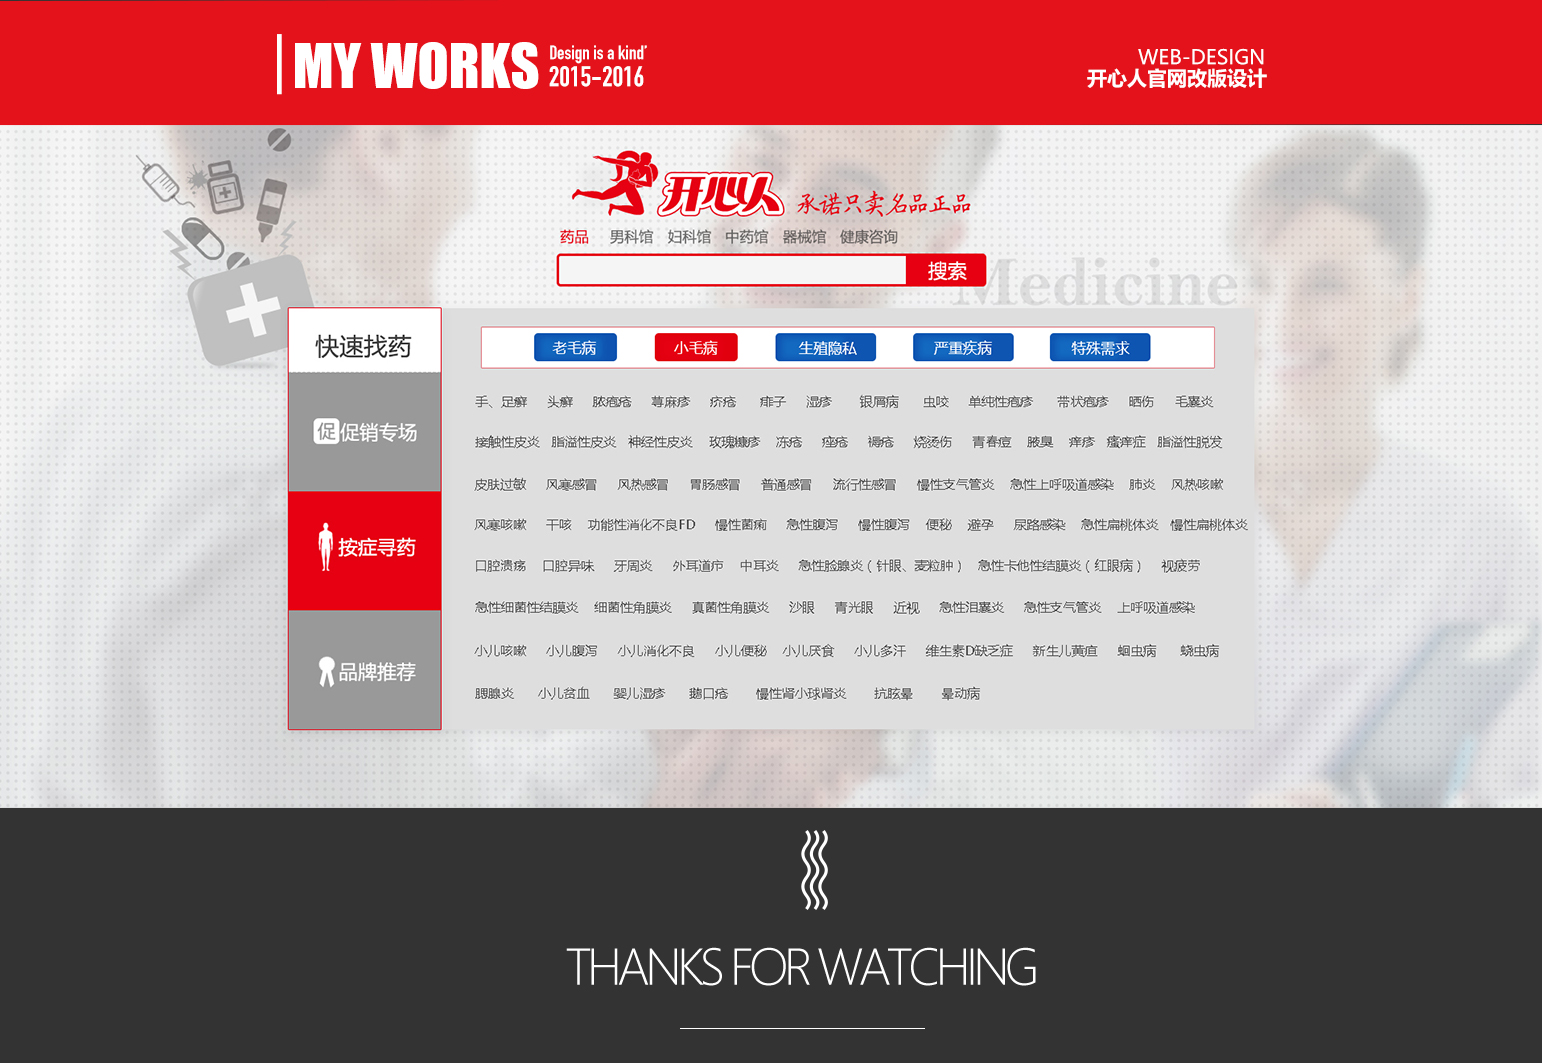 MY WORKS
Design is a kind'
2015-2016
WEB-DESIGN
开心人官网改版设计
开心人 承诺只卖名品正品
药品 男科馆 妇科馆 中药馆 器械馆 健康咨询
搜索
Medicine
快速找药
促 促销专场
按症寻药
品牌推荐
老毛病 小毛病 生殖隐私 严重疾病 特殊需求
手、足癣 头癣 脓疱疮 荨麻疹 疥疮 痱子 湿疹 银屑病 虫咬 单纯性疱疹 带状疱疹 晒伤 毛囊炎
接触性皮炎 脂溢性皮炎 神经性皮炎 玫瑰糠疹 冻疮 痤疮 褥疮 烧烫伤 青春痘 腋臭 痒疹 瘙痒症 脂溢性脱发
皮肤过敏 风寒感冒 风热感冒 胃肠感冒 普通感冒 流行性感冒 慢性支气管炎 急性上呼吸道感染 肺炎 风热咳嗽
风寒咳嗽 干咳 功能性消化不良FD 慢性菌痢 急性腹泻 慢性腹泻 便秘 避孕 尿路感染 急性扁桃体炎 慢性扁桃体炎
口腔溃疡 口腔异味 牙周炎 外耳道疖 中耳炎 急性睑腺炎（针眼、麦粒肿） 急性卡他性结膜炎（红眼病） 视疲劳
急性细菌性结膜炎 细菌性角膜炎 真菌性角膜炎 沙眼 青光眼 近视 急性泪囊炎 急性支气管炎 上呼吸道感染
小儿咳嗽 小儿腹泻 小儿消化不良 小儿便秘 小儿厌食 小儿多汗 维生素D缺乏症 新生儿黄疸 蛔虫病 蛲虫病
腮腺炎 小儿贫血 婴儿湿疹 鹅口疮 慢性肾小球肾炎 抗眩晕 晕动病
THANKS FOR WATCHING